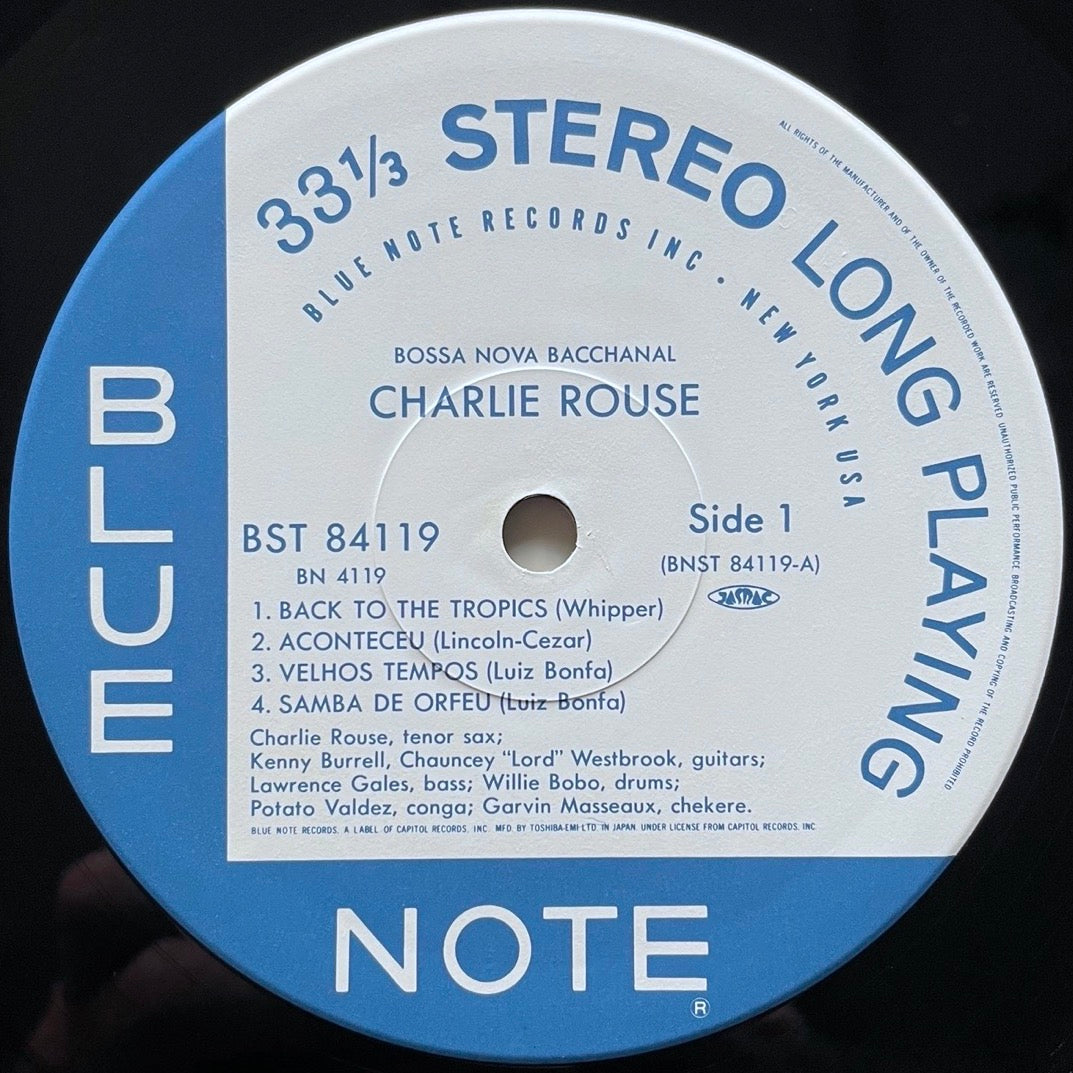 33 1/3 STEREO LONG PLAYING
BLUE NOTE RECORDS INC • NEW YORK USA
ALL RIGHTS OF THE MANUFACTURER AND OF THE OWNER OF THE RECORDED WORK ARE RESERVED. UNAUTHORIZED PUBLIC PERFORMANCE BROADCASTING AND COPYING OF THE RECORD PROHIBITED
BOSSA NOVA BACCHANAL
CHARLIE ROUSE
BLUE
BST 84119
BN 4119
Side 1
(BNST 84119-A)
JASRAC
1. BACK TO THE TROPICS (Whipper)
2. ACONTECEU (Lincoln-Cezar)
3. VELHOS TEMPOS (Luiz Bonfa)
4. SAMBA DE ORFEU (Luiz Bonfa)
Charlie Rouse, tenor sax;
Kenny Burrell, Chauncey "Lord" Westbrook, guitars;
Lawrence Gales, bass; Willie Bobo, drums;
Potato Valdez, conga; Garvin Masseaux, chekere.
BLUE NOTE RECORDS. A LABEL OF CAPITOL RECORDS, INC. MFD. BY TOSHIBA-EMI LTD. IN JAPAN. UNDER LICENSE FROM CAPITOL RECORDS, INC.
NOTE®